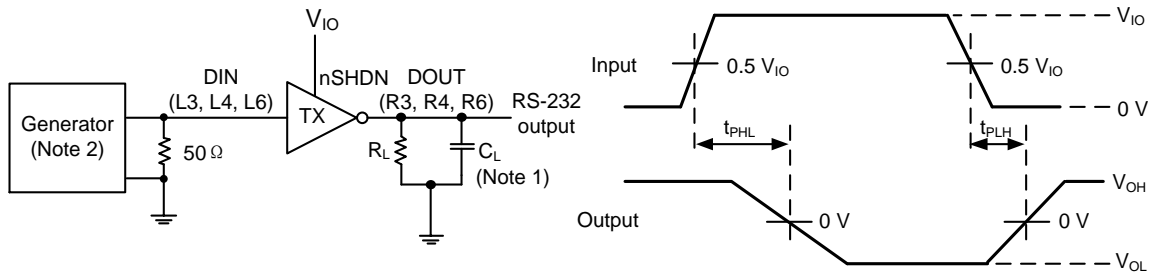 V_IO
DIN
(L3, L4, L6)
nSHDN
DOUT
(R3, R4, R6)
RS-232
output
Generator
(Note 2)
50 Ω
TX
R_L
C_L
(Note 1)
Input
0.5 V_IO
0.5 V_IO
V_IO
0 V
t_PHL
t_PLH
Output
0 V
0 V
V_OH
V_OL